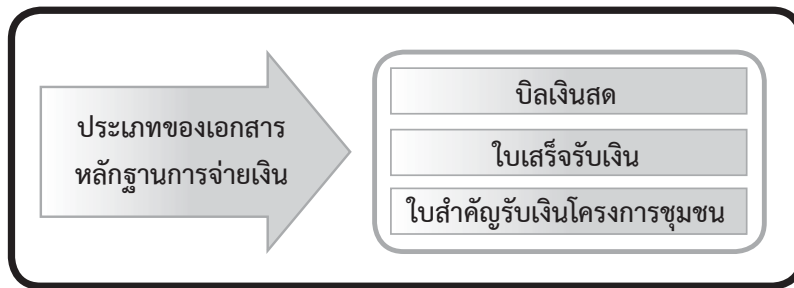 ประเภทของเอกสาร
หลักฐานการจ่ายเงิน
บิลเงินสด
ใบเสร็จรับเงิน
ใบสำคัญรับเงินโครงการชุมชน